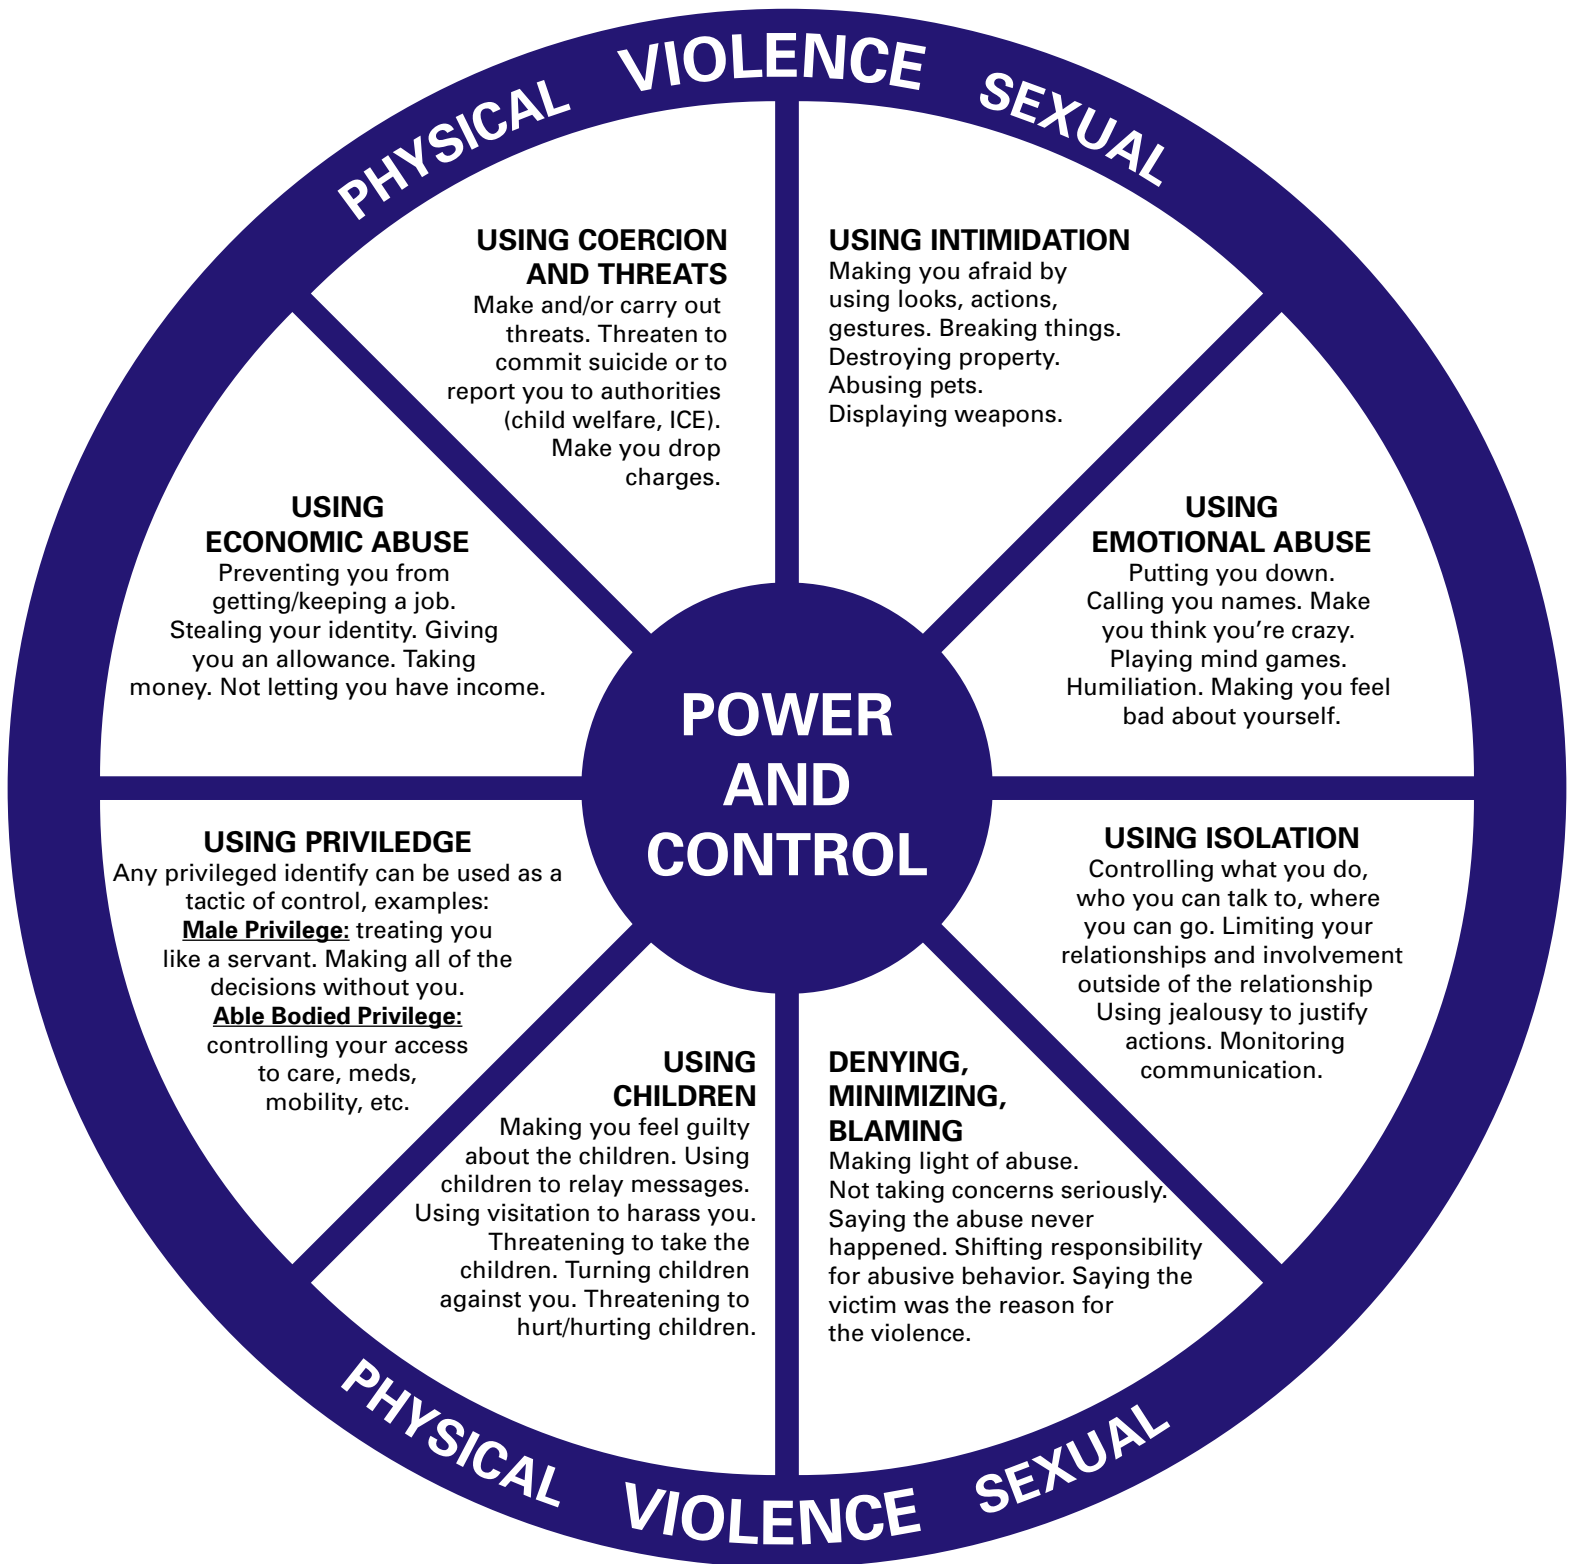 PHYSICAL VIOLENCE SEXUAL
USING COERCION
AND THREATS
Make and/or carry out
threats. Threaten to
commit suicide or to
report you to authorities
(child welfare, ICE).
Make you drop
charges.
USING INTIMIDATION
Making you afraid by
using looks, actions,
gestures. Breaking things.
Destroying property.
Abusing pets.
Displaying weapons.
USING
ECONOMIC ABUSE
Preventing you from
getting/keeping a job.
Stealing your identity. Giving
you an allowance. Taking
money. Not letting you have income.
USING
EMOTIONAL ABUSE
Putting you down.
Calling you names. Make
you think you’re crazy.
Playing mind games.
Humiliation. Making you feel
bad about yourself.
POWER
AND
CONTROL
USING PRIVILEDGE
Any privileged identify can be used as a
tactic of control, examples:
Male Privilege: treating you
like a servant. Making all of the
decisions without you.
Able Bodied Privilege:
controlling your access
to care, meds,
mobility, etc.
USING ISOLATION
Controlling what you do,
who you can talk to, where
you can go. Limiting your
relationships and involvement
outside of the relationship
Using jealousy to justify
actions. Monitoring
communication.
USING
CHILDREN
Making you feel guilty
about the children. Using
children to relay messages.
Using visitation to harass you.
Threatening to take the
children. Turning children
against you. Threatening to
hurt/hurting children.
DENYING,
MINIMIZING,
BLAMING
Making light of abuse.
Not taking concerns seriously.
Saying the abuse never
happened. Shifting responsibility
for abusive behavior. Saying the
victim was the reason for
the violence.
PHYSICAL VIOLENCE SEXUAL